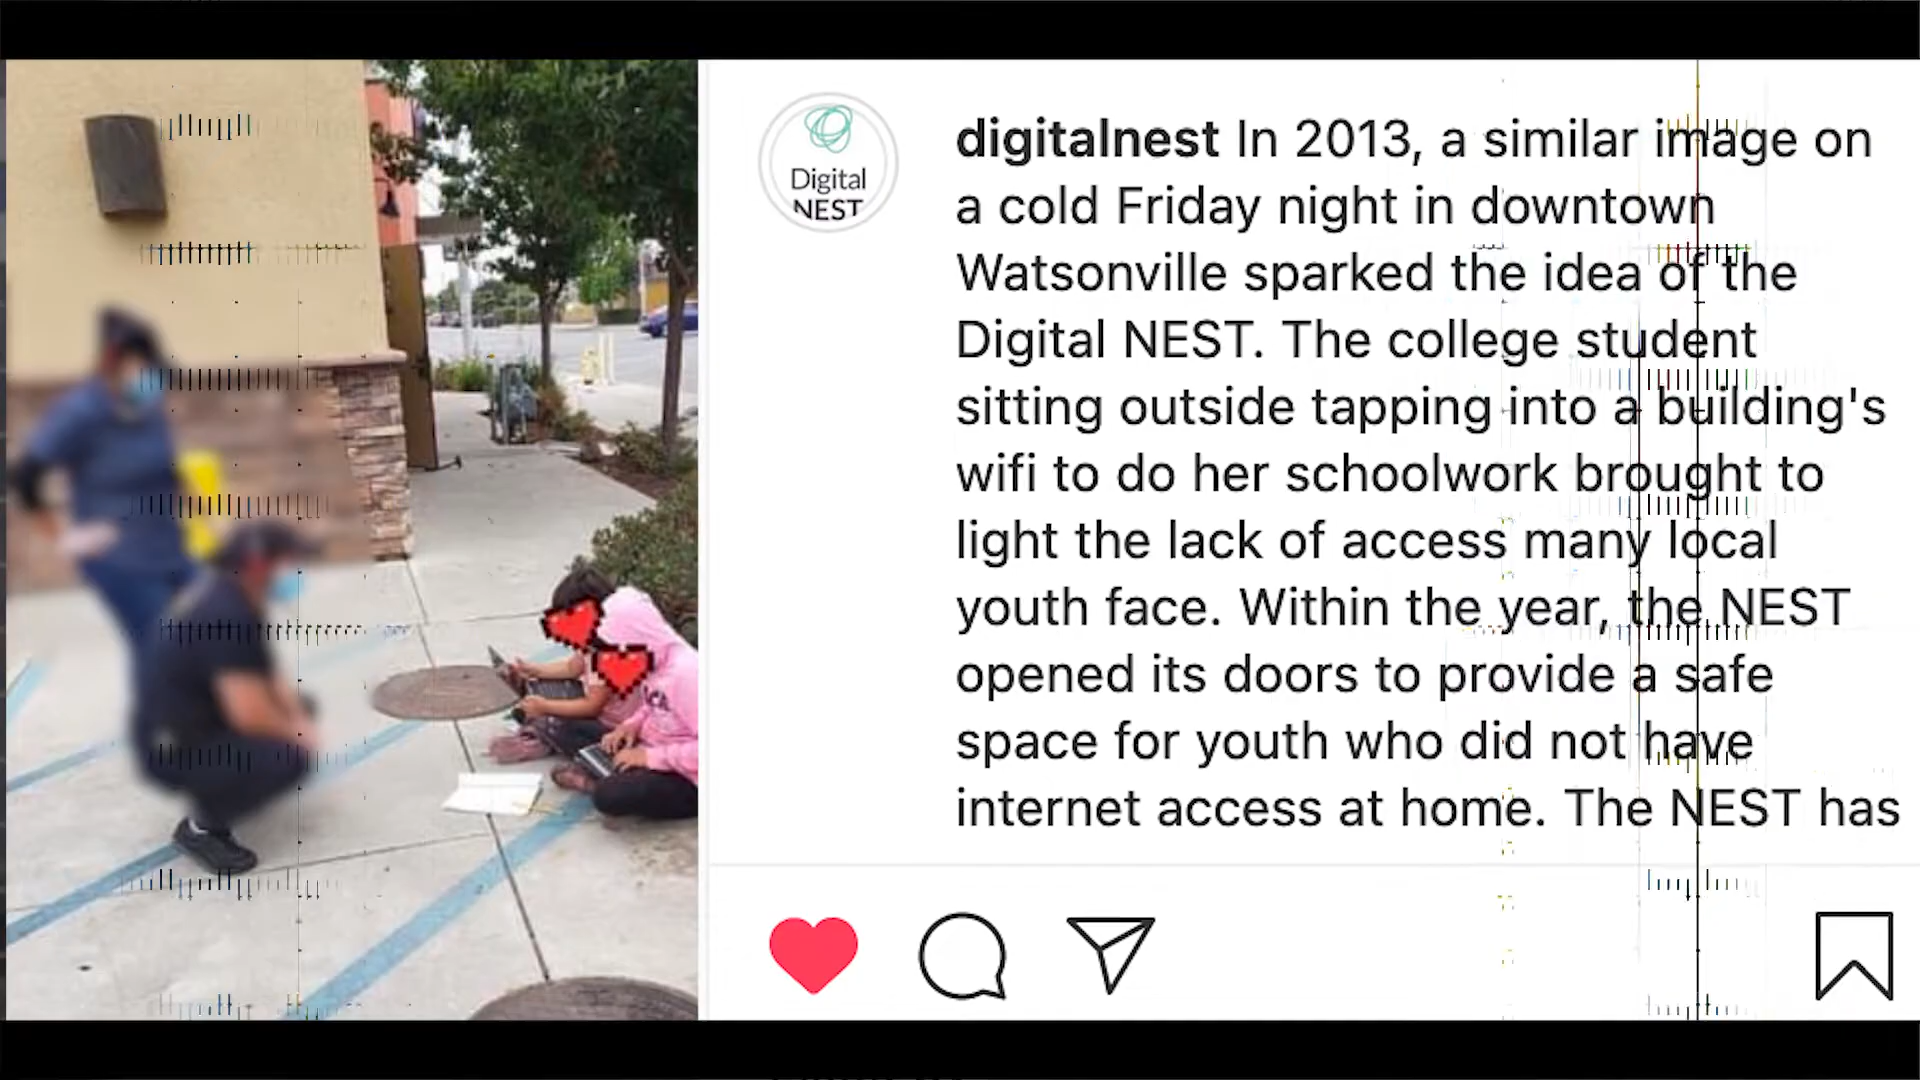 Digital
NEST
digitalnest In 2013, a similar image on
a cold Friday night in downtown
Watsonville sparked the idea of the
Digital NEST. The college student
sitting outside tapping into a building's
wifi to do her schoolwork brought to
light the lack of access many local
youth face. Within the year, the NEST
opened its doors to provide a safe
space for youth who did not have
internet access at home. The NEST has